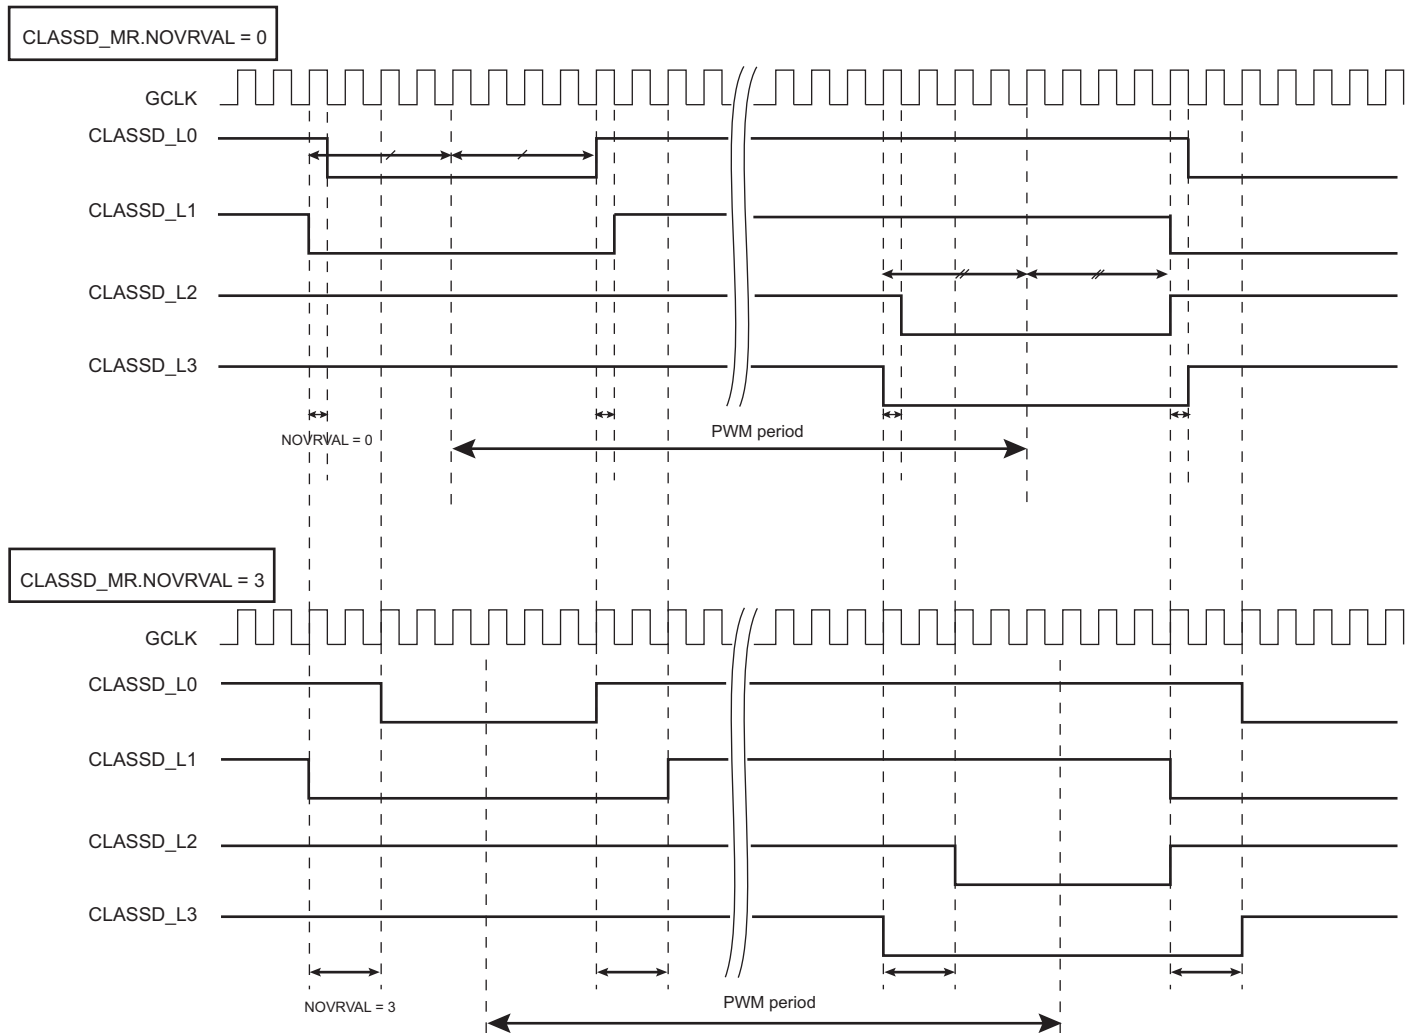 CLASSD_MR.NOVRVAL = 0
GCLK
CLASSD_L0
CLASSD_L1
CLASSD_L2
CLASSD_L3
NOVRVAL = 0
PWM period
CLASSD_MR.NOVRVAL = 3
GCLK
CLASSD_L0
CLASSD_L1
CLASSD_L2
CLASSD_L3
NOVRVAL = 3
PWM period